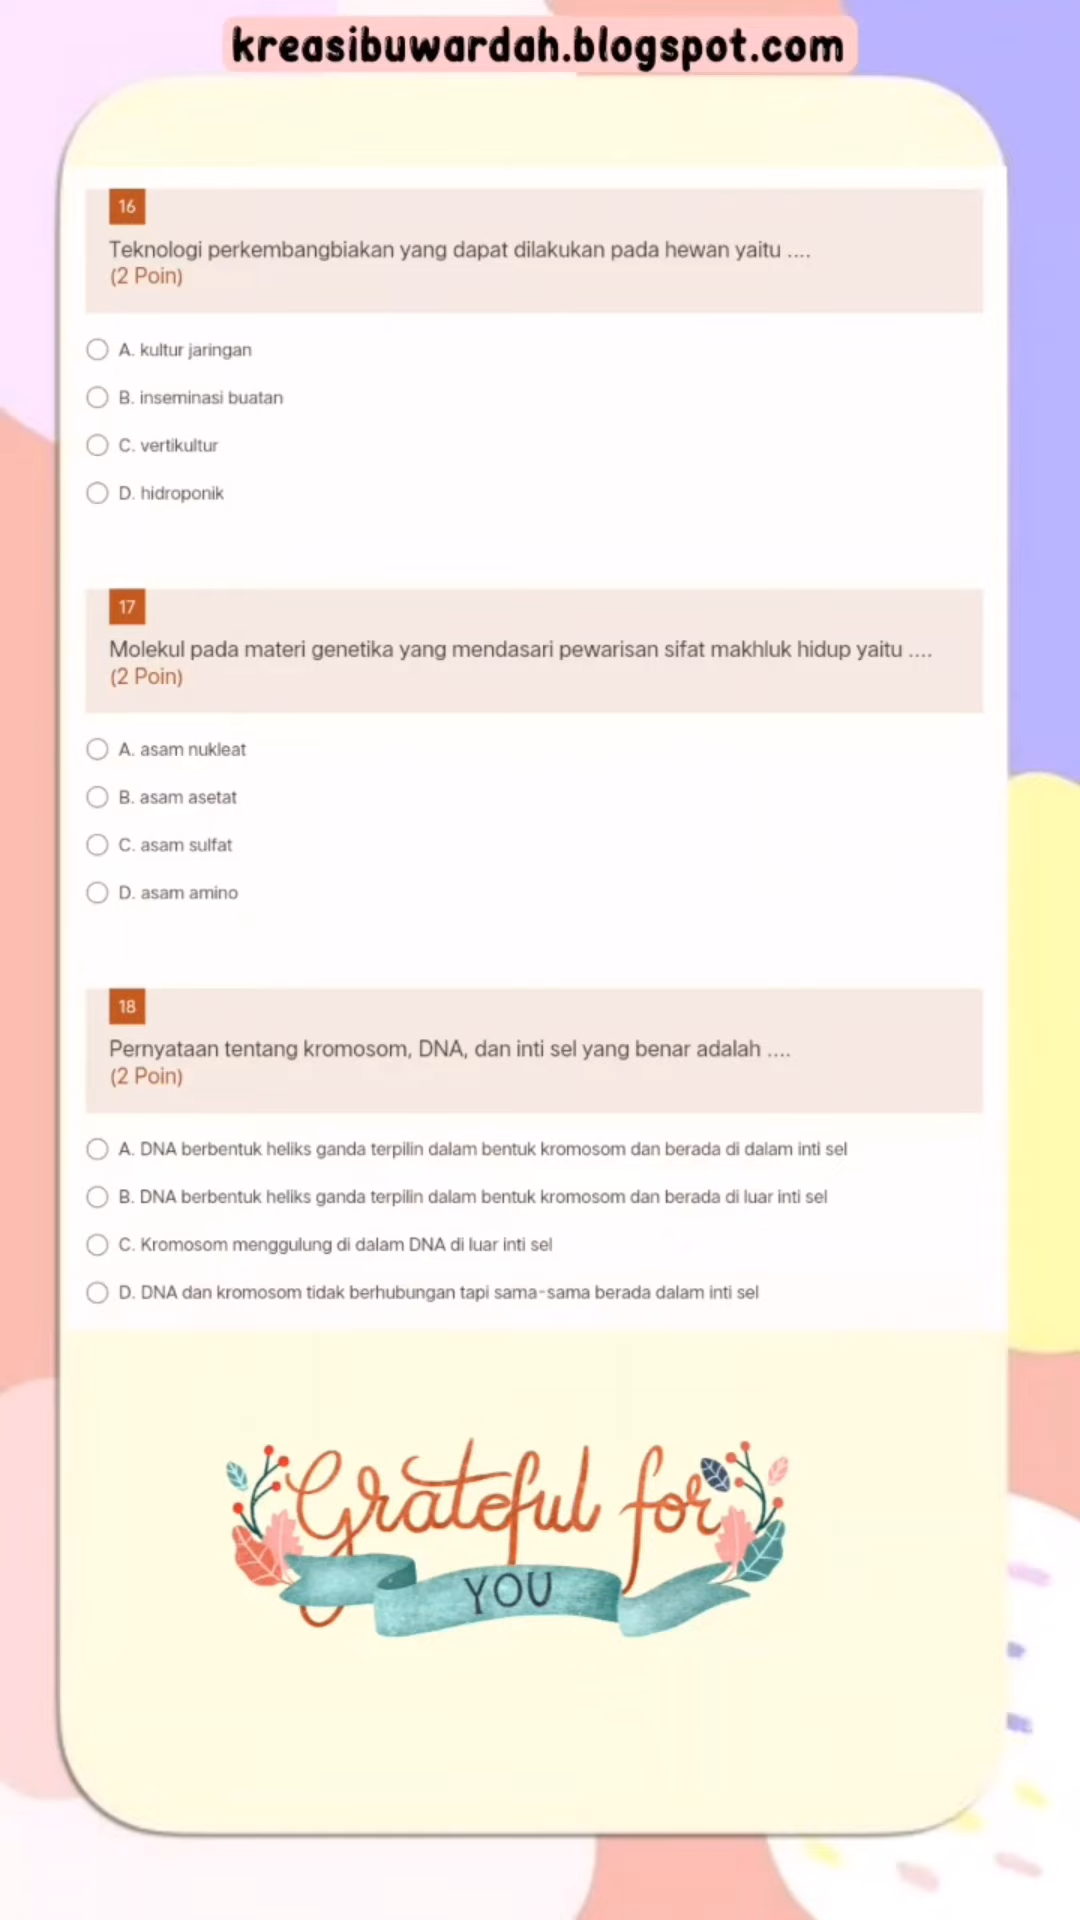 kreasibuwardah.blogspot.com
16
Teknologi perkembangbiakan yang dapat dilakukan pada hewan yaitu ....
(2 Poin)
A. kultur jaringan
B. inseminasi buatan
C. vertikultur
D. hidroponik
17
Molekul pada materi genetika yang mendasari pewarisan sifat makhluk hidup yaitu ....
(2 Poin)
A. asam nukleat
B. asam asetat
C. asam sulfat
D. asam amino
18
Pernyataan tentang kromosom, DNA, dan inti sel yang benar adalah ....
(2 Poin)
A. DNA berbentuk heliks ganda terpilin dalam bentuk kromosom dan berada di dalam inti sel
B. DNA berbentuk heliks ganda terpilin dalam bentuk kromosom dan berada di luar inti sel
C. Kromosom menggulung di dalam DNA di luar inti sel
D. DNA dan kromosom tidak berhubungan tapi sama-sama berada dalam inti sel
Grateful for
YOU